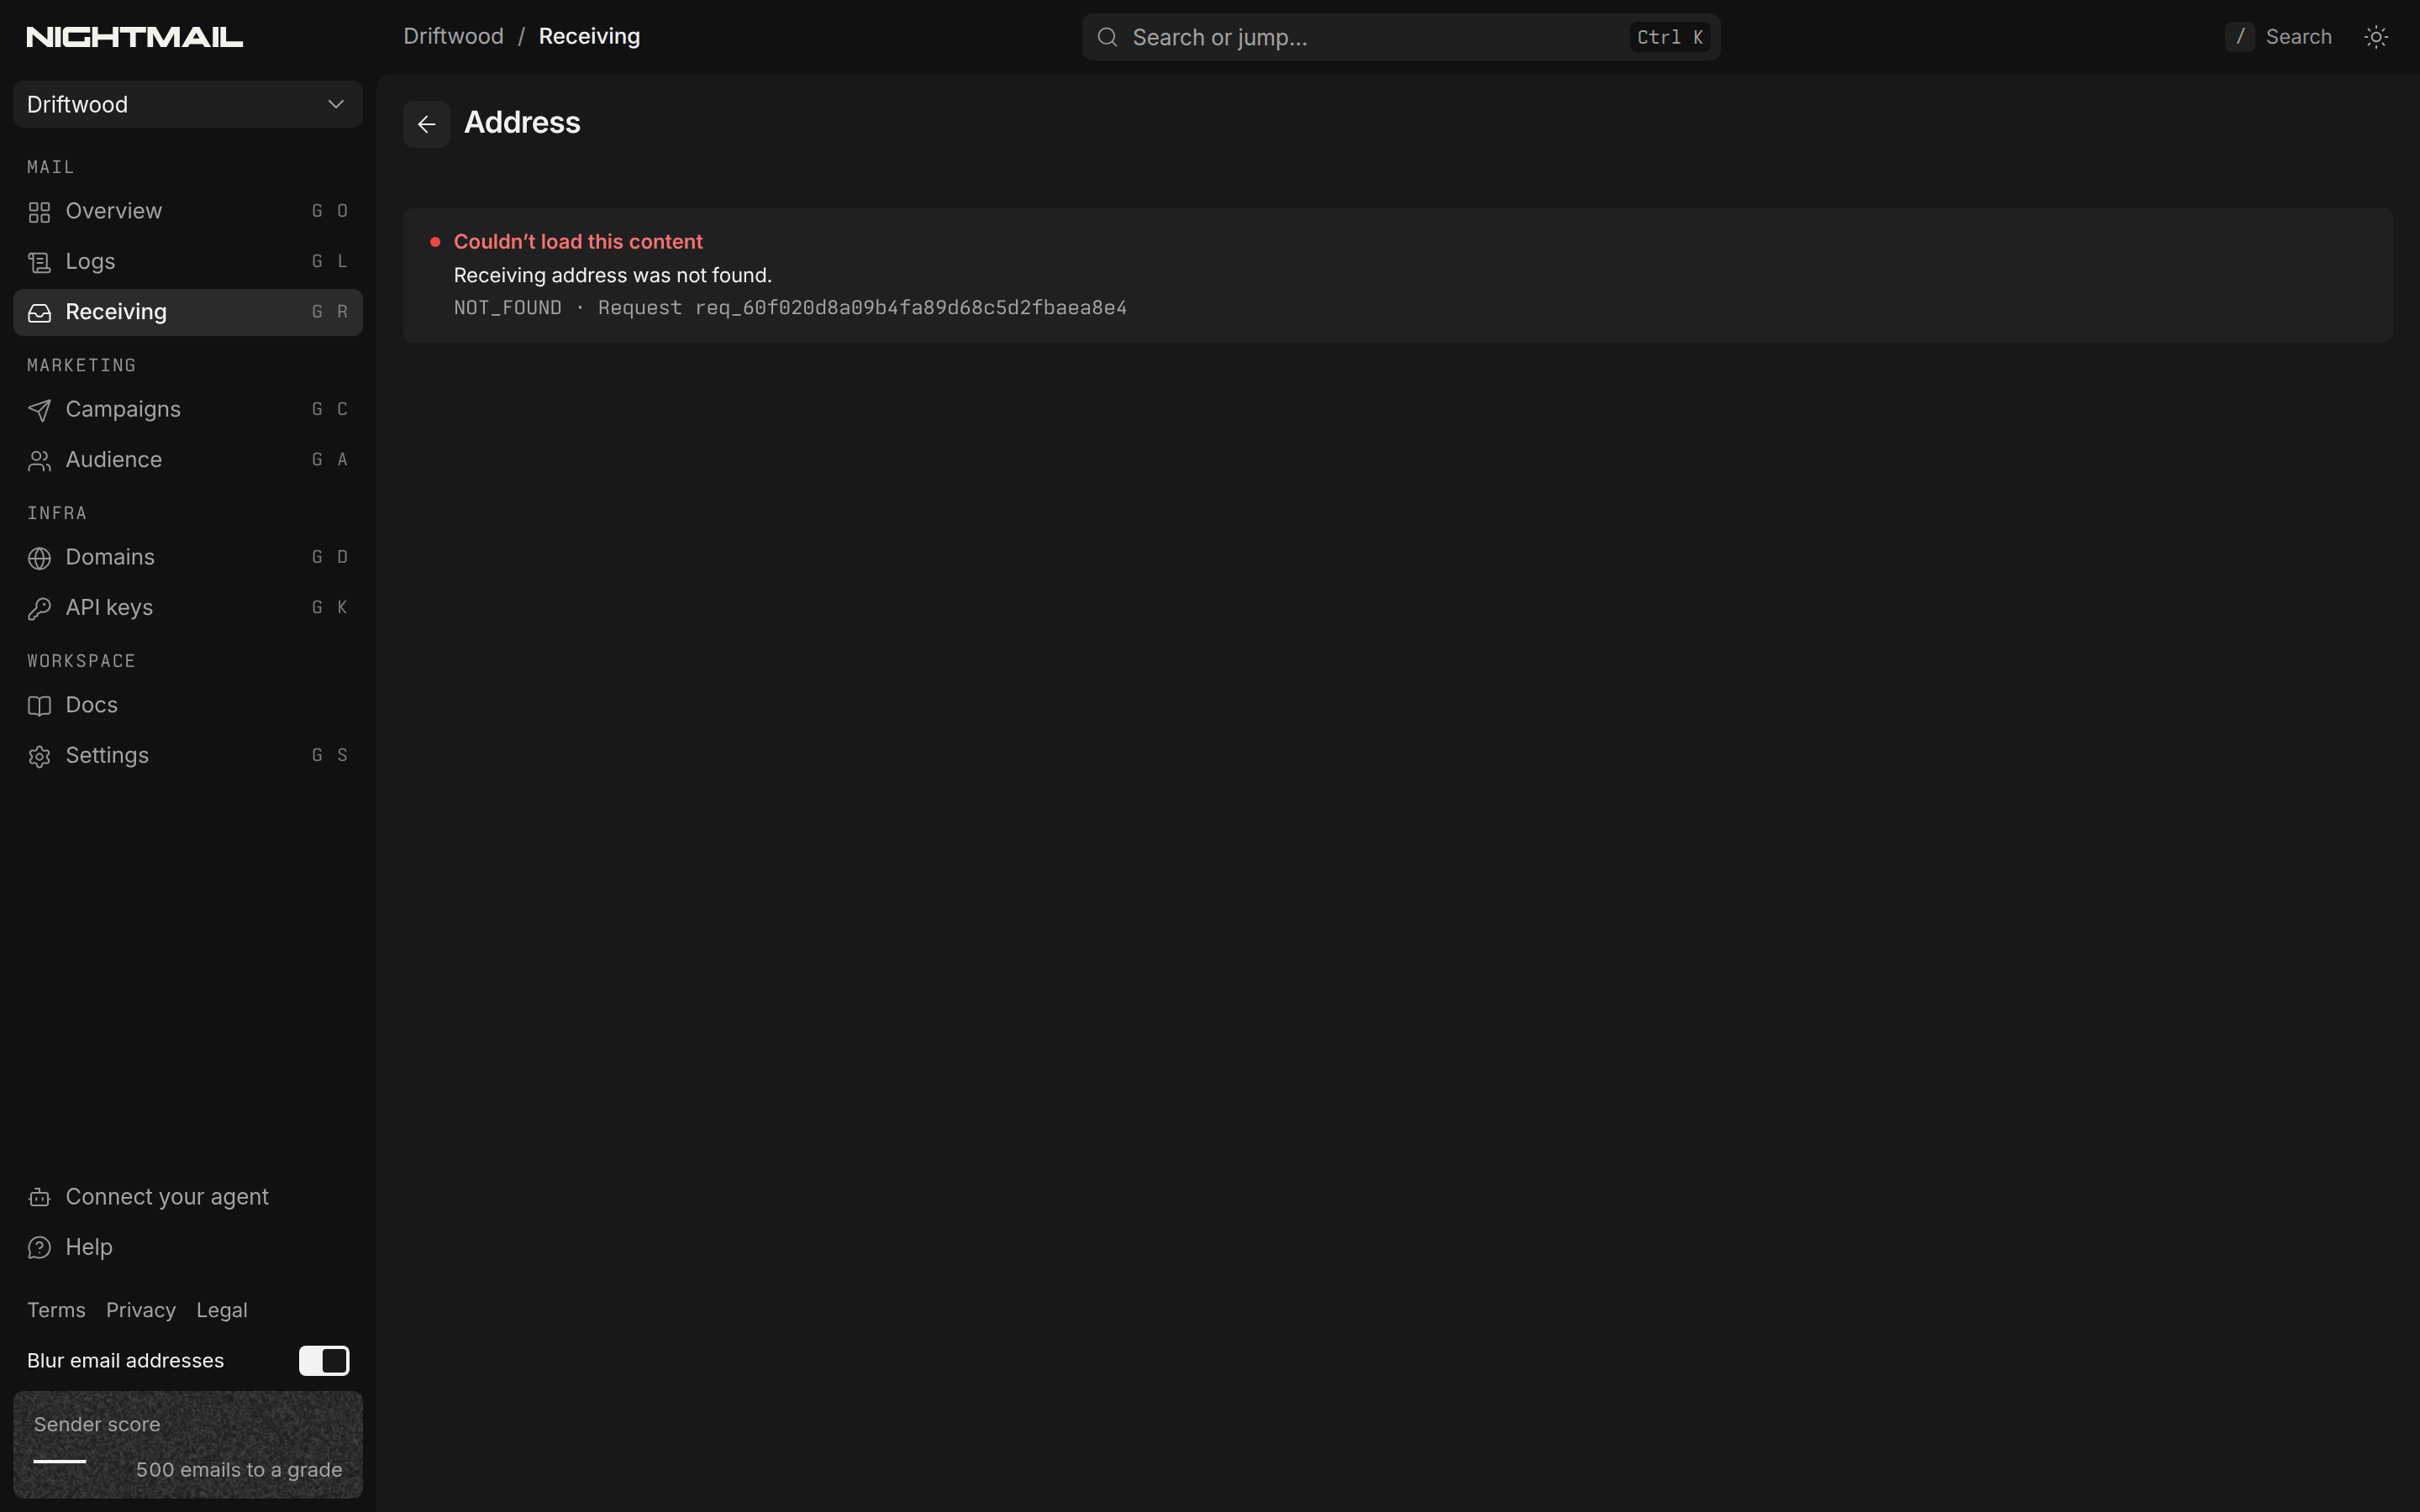 NIGHTMAIL
Driftwood / Receiving
Search or jump...
Ctrl K
/ Search
Driftwood
MAIL
Overview G O
Logs G L
Receiving G R
MARKETING
Campaigns G C
Audience G A
INFRA
Domains G D
API keys G K
WORKSPACE
Docs
Settings G S
Connect your agent
Help
Terms Privacy Legal
Blur email addresses
Sender score
500 emails to a grade
Address
Couldn’t load this content
Receiving address was not found.
NOT_FOUND · Request req_60f020d8a09b4fa89d68c5d2fbaea8e4